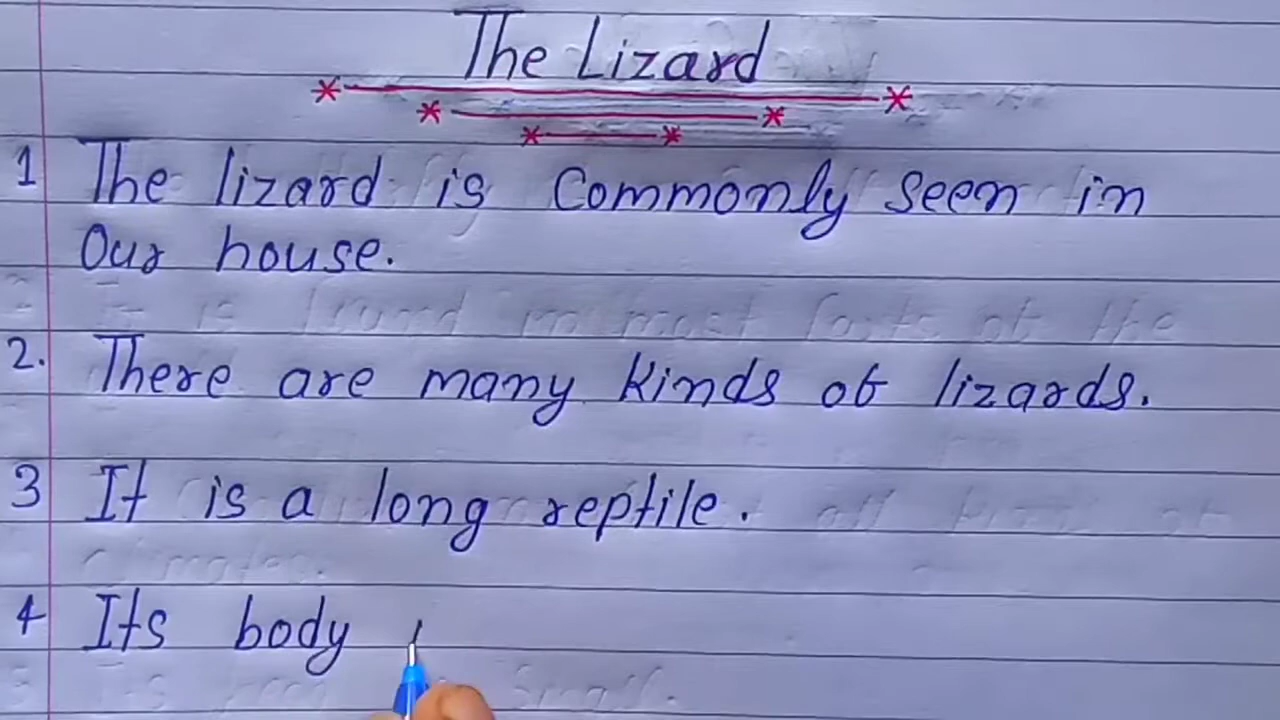 The Lizard
1 The lizard is Commonly Seen in
Our house.
2. There are many Kinds of lizards.
3 It is a long reptile.
4 Its body